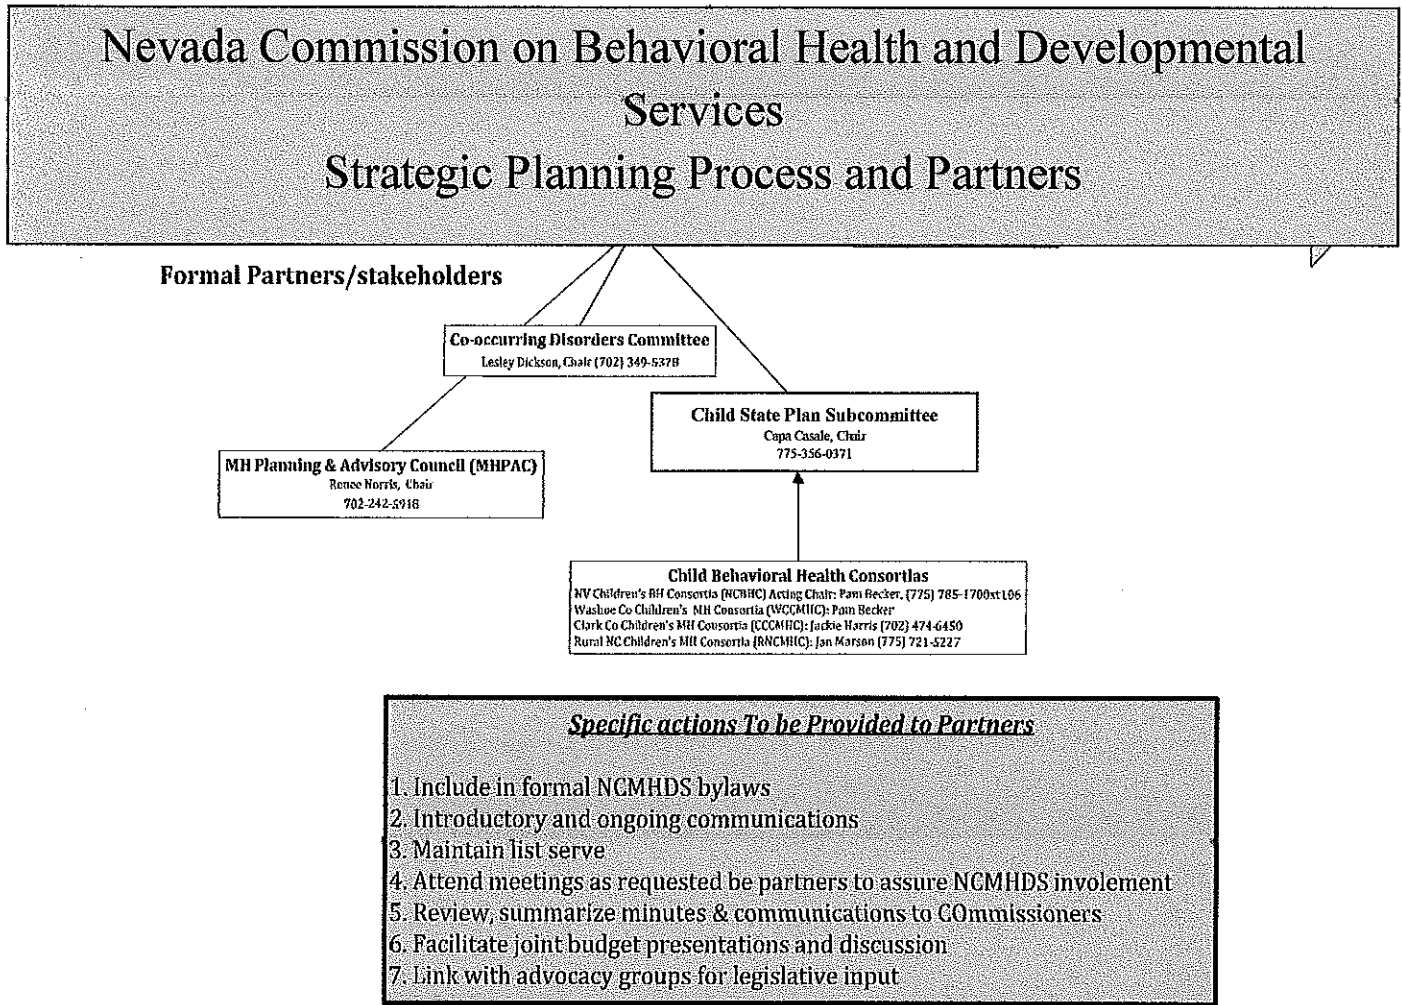 Nevada Commission on Behavioral Health and Developmental
Services
Strategic Planning Process and Partners
Formal Partners/stakeholders
Co-occurring Disorders Committee
Lesley Dickson, Chair (702) 349-5378
Child State Plan Subcommittee
Capa Casale, Chair
775-356-0371
MH Planning & Advisory Council (MHPAC)
Renee Norris, Chair
702-242-5918
Child Behavioral Health Consortias
NV Children's BH Consortia (NCBHC) Acting Chair: Pam Becker, (775) 785-1700xt106
Washoe Co Children's MH Consortia (WCCMHC): Pam Becker
Clark Co Children's MH Consortia (CCCMHC): Jackie Harris (702) 474-6450
Rural NC Children's MH Consortia (RNCMHC): Jan Marson (775) 721-5227
Specific actions To be Provided to Partners
1. Include in formal NCMHDS bylaws
2. Introductory and ongoing communications
3. Maintain list serve
4. Attend meetings as requested be partners to assure NCMHDS involement
5. Review, summarize minutes & communications to COmmissioners
6. Facilitate joint budget presentations and discussion
7. Link with advocacy groups for legislative input